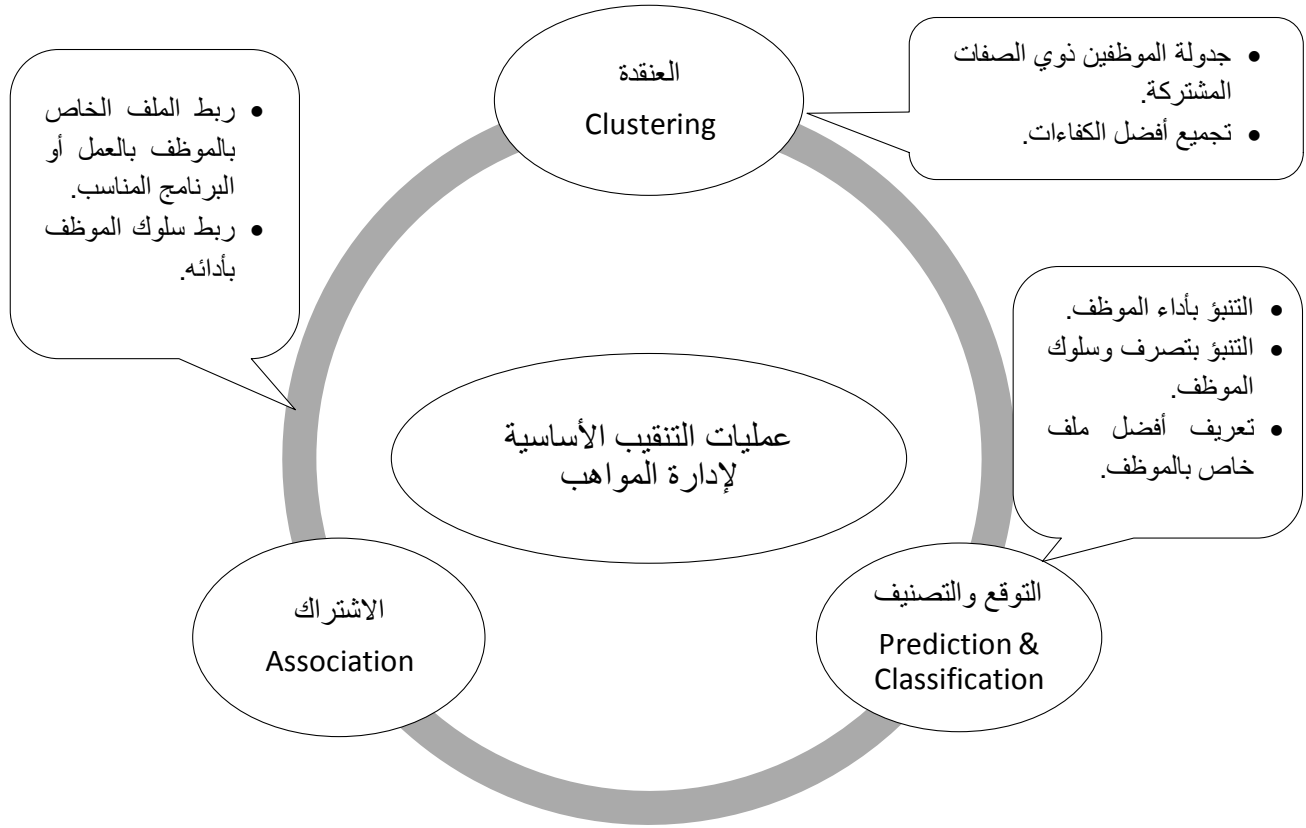 العنقدة
Clustering
• جدولة الموظفين ذوي الصفات
المشتركة.
• تجميع أفضل الكفاءات.
• ربط الملف الخاص
بالموظف بالعمل أو
البرنامج المناسب.
• ربط سلوك الموظف
بأدائه.
• التنبؤ بأداء الموظف.
• التنبؤ بتصرف وسلوك
الموظف.
• تعريف أفضل ملف
خاص بالموظف.
عمليات التنقيب الأساسية
لإدارة المواهب
التوقع والتصنيف
Prediction &
Classification
الاشتراك
Association